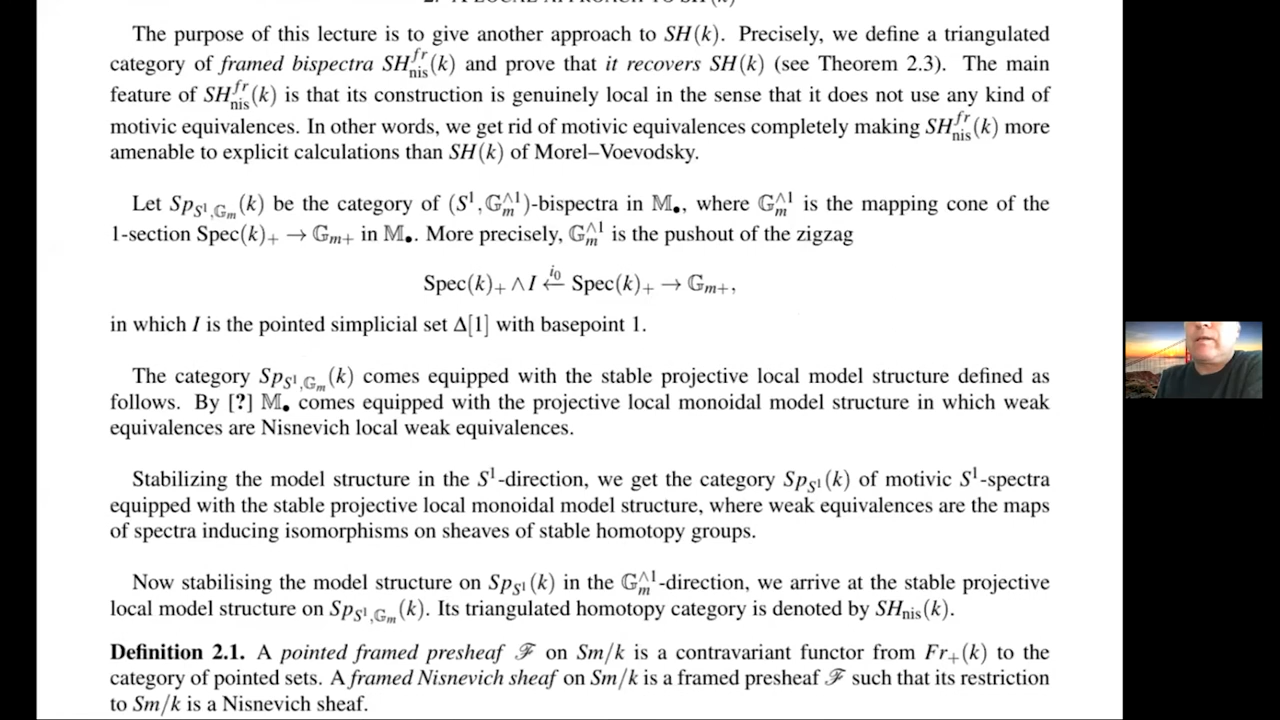 2. A LOCAL APPROACH TO SH(k)
The purpose of this lecture is to give another approach to SH(k). Precisely, we define a triangulated
category of framed bispectra SH^{fr}_{nis}(k) and prove that it recovers SH(k) (see Theorem 2.3). The main
feature of SH^{fr}_{nis}(k) is that its construction is genuinely local in the sense that it does not use any kind of
motivic equivalences. In other words, we get rid of motivic equivalences completely making SH^{fr}_{nis}(k) more
amenable to explicit calculations than SH(k) of Morel–Voevodsky.
Let Sp_{S^1,𝔾_m}(k) be the category of (S^1, 𝔾_m^{∧1})-bispectra in 𝕄_•, where 𝔾_m^{∧1} is the mapping cone of the
1-section Spec(k)_+ → 𝔾_{m+} in 𝕄_•. More precisely, 𝔾_m^{∧1} is the pushout of the zigzag
Spec(k)_+ ∧ I \overset{i_0}{↩} Spec(k)_+ → 𝔾_{m+},
in which I is the pointed simplicial set Δ[1] with basepoint 1.
The category Sp_{S^1,𝔾_m}(k) comes equipped with the stable projective local model structure defined as
follows. By [?] 𝕄_• comes equipped with the projective local monoidal model structure in which weak
equivalences are Nisnevich local weak equivalences.
Stabilizing the model structure in the S^1-direction, we get the category Sp_{S^1}(k) of motivic S^1-spectra
equipped with the stable projective local monoidal model structure, where weak equivalences are the maps
of spectra inducing isomorphisms on sheaves of stable homotopy groups.
Now stabilising the model structure on Sp_{S^1}(k) in the 𝔾_m^{∧1}-direction, we arrive at the stable projective
local model structure on Sp_{S^1,𝔾_m}(k). Its triangulated homotopy category is denoted by SH_{nis}(k).
Definition 2.1. A pointed framed presheaf ℱ on Sm/k is a contravariant functor from Fr_+(k) to the
category of pointed sets. A framed Nisnevich sheaf on Sm/k is a framed presheaf ℱ such that its restriction
to Sm/k is a Nisnevich sheaf.